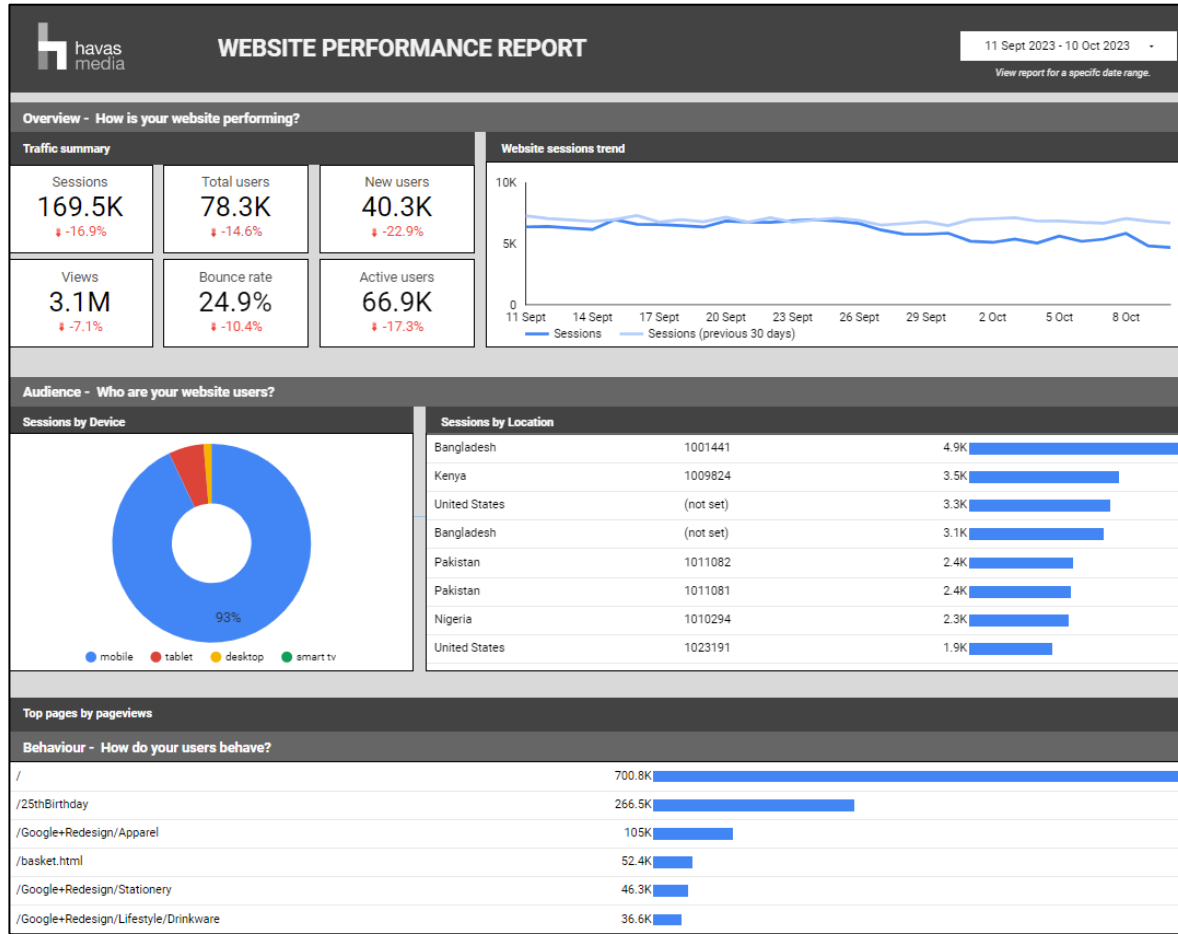 havas
media
WEBSITE PERFORMANCE REPORT
11 Sept 2023 - 10 Oct 2023
View report for a specifc date range.
Overview - How is your website performing?
Traffic summary
Sessions
169.5K
-16.9%
Total users
78.3K
-14.6%
New users
40.3K
-22.9%
Views
3.1M
-7.1%
Bounce rate
24.9%
-10.4%
Active users
66.9K
-17.3%
Website sessions trend
10K
5K
0
11 Sept 14 Sept 17 Sept 20 Sept 23 Sept 26 Sept 29 Sept 2 Oct 5 Oct 8 Oct
Sessions Sessions (previous 30 days)
Audience - Who are your website users?
Sessions by Device
93%
mobile tablet desktop smart tv
Sessions by Location
Bangladesh 1001441 4.9K
Kenya 1009824 3.5K
United States (not set) 3.3K
Bangladesh (not set) 3.1K
Pakistan 1011082 2.4K
Pakistan 1011081 2.4K
Nigeria 1010294 2.3K
United States 1023191 1.9K
Top pages by pageviews
Behaviour - How do your users behave?
/ 700.8K
/25thBirthday 266.5K
/Google+Redesign/Apparel 105K
/basket.html 52.4K
/Google+Redesign/Stationery 46.3K
/Google+Redesign/Lifestyle/Drinkware 36.6K